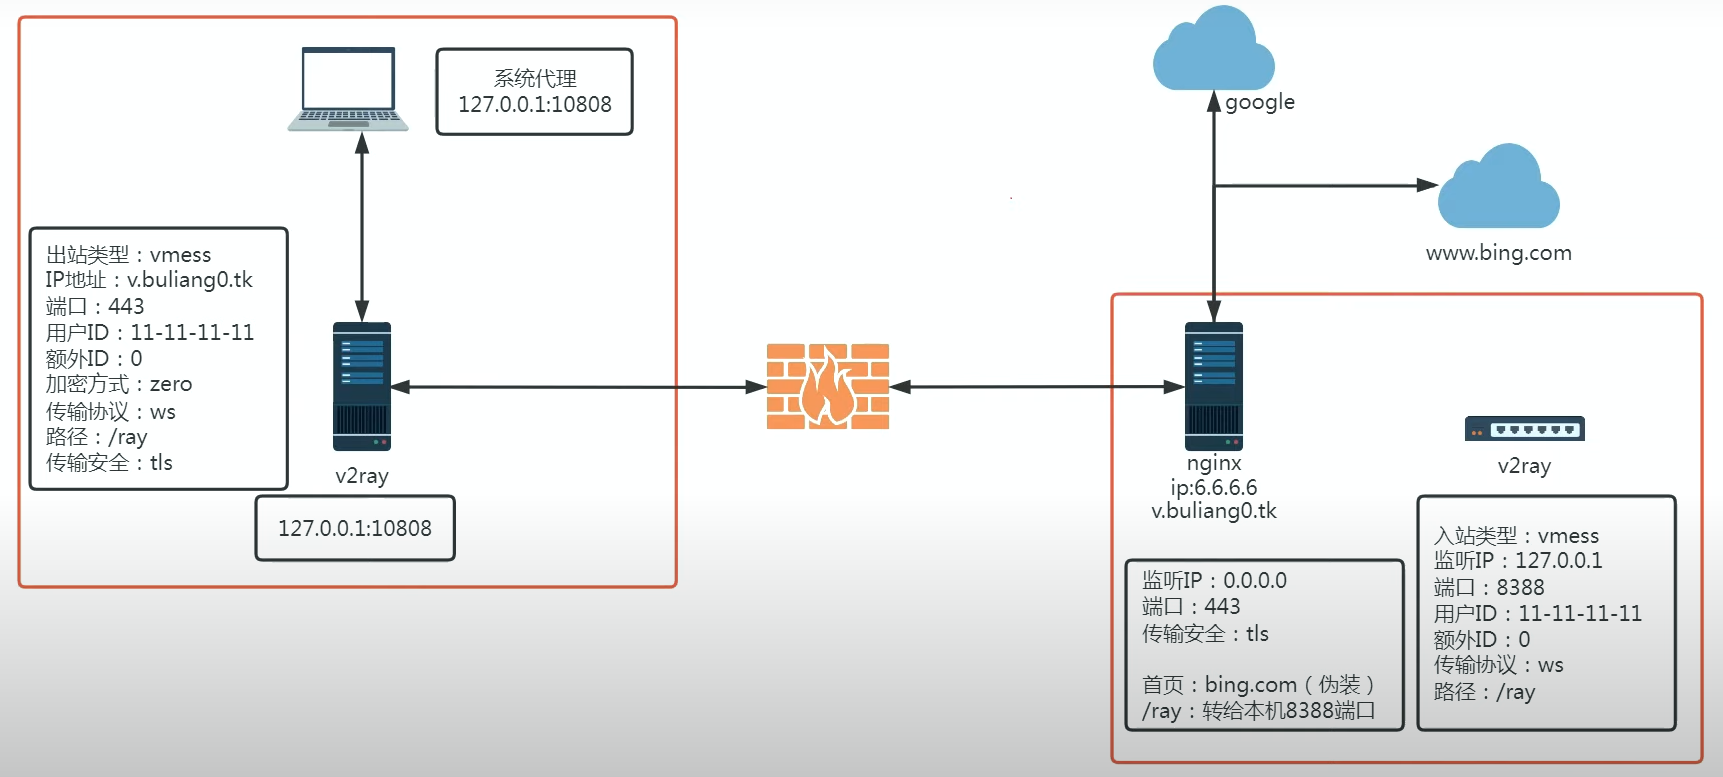 系统代理
127.0.0.1:10808
出站类型：vmess
IP地址：v.buliang0.tk
端口：443
用户ID：11-11-11-11
额外ID：0
加密方式：zero
传输协议：ws
路径：/ray
传输安全：tls
v2ray
127.0.0.1:10808
google
www.bing.com
nginx
ip:6.6.6.6
v.buliang0.tk
监听IP：0.0.0.0
端口：443
传输安全：tls
首页：bing.com（伪装）
/ray：转给本机8388端口
v2ray
入站类型：vmess
监听IP：127.0.0.1
端口：8388
用户ID：11-11-11-11
额外ID：0
传输协议：ws
路径：/ray